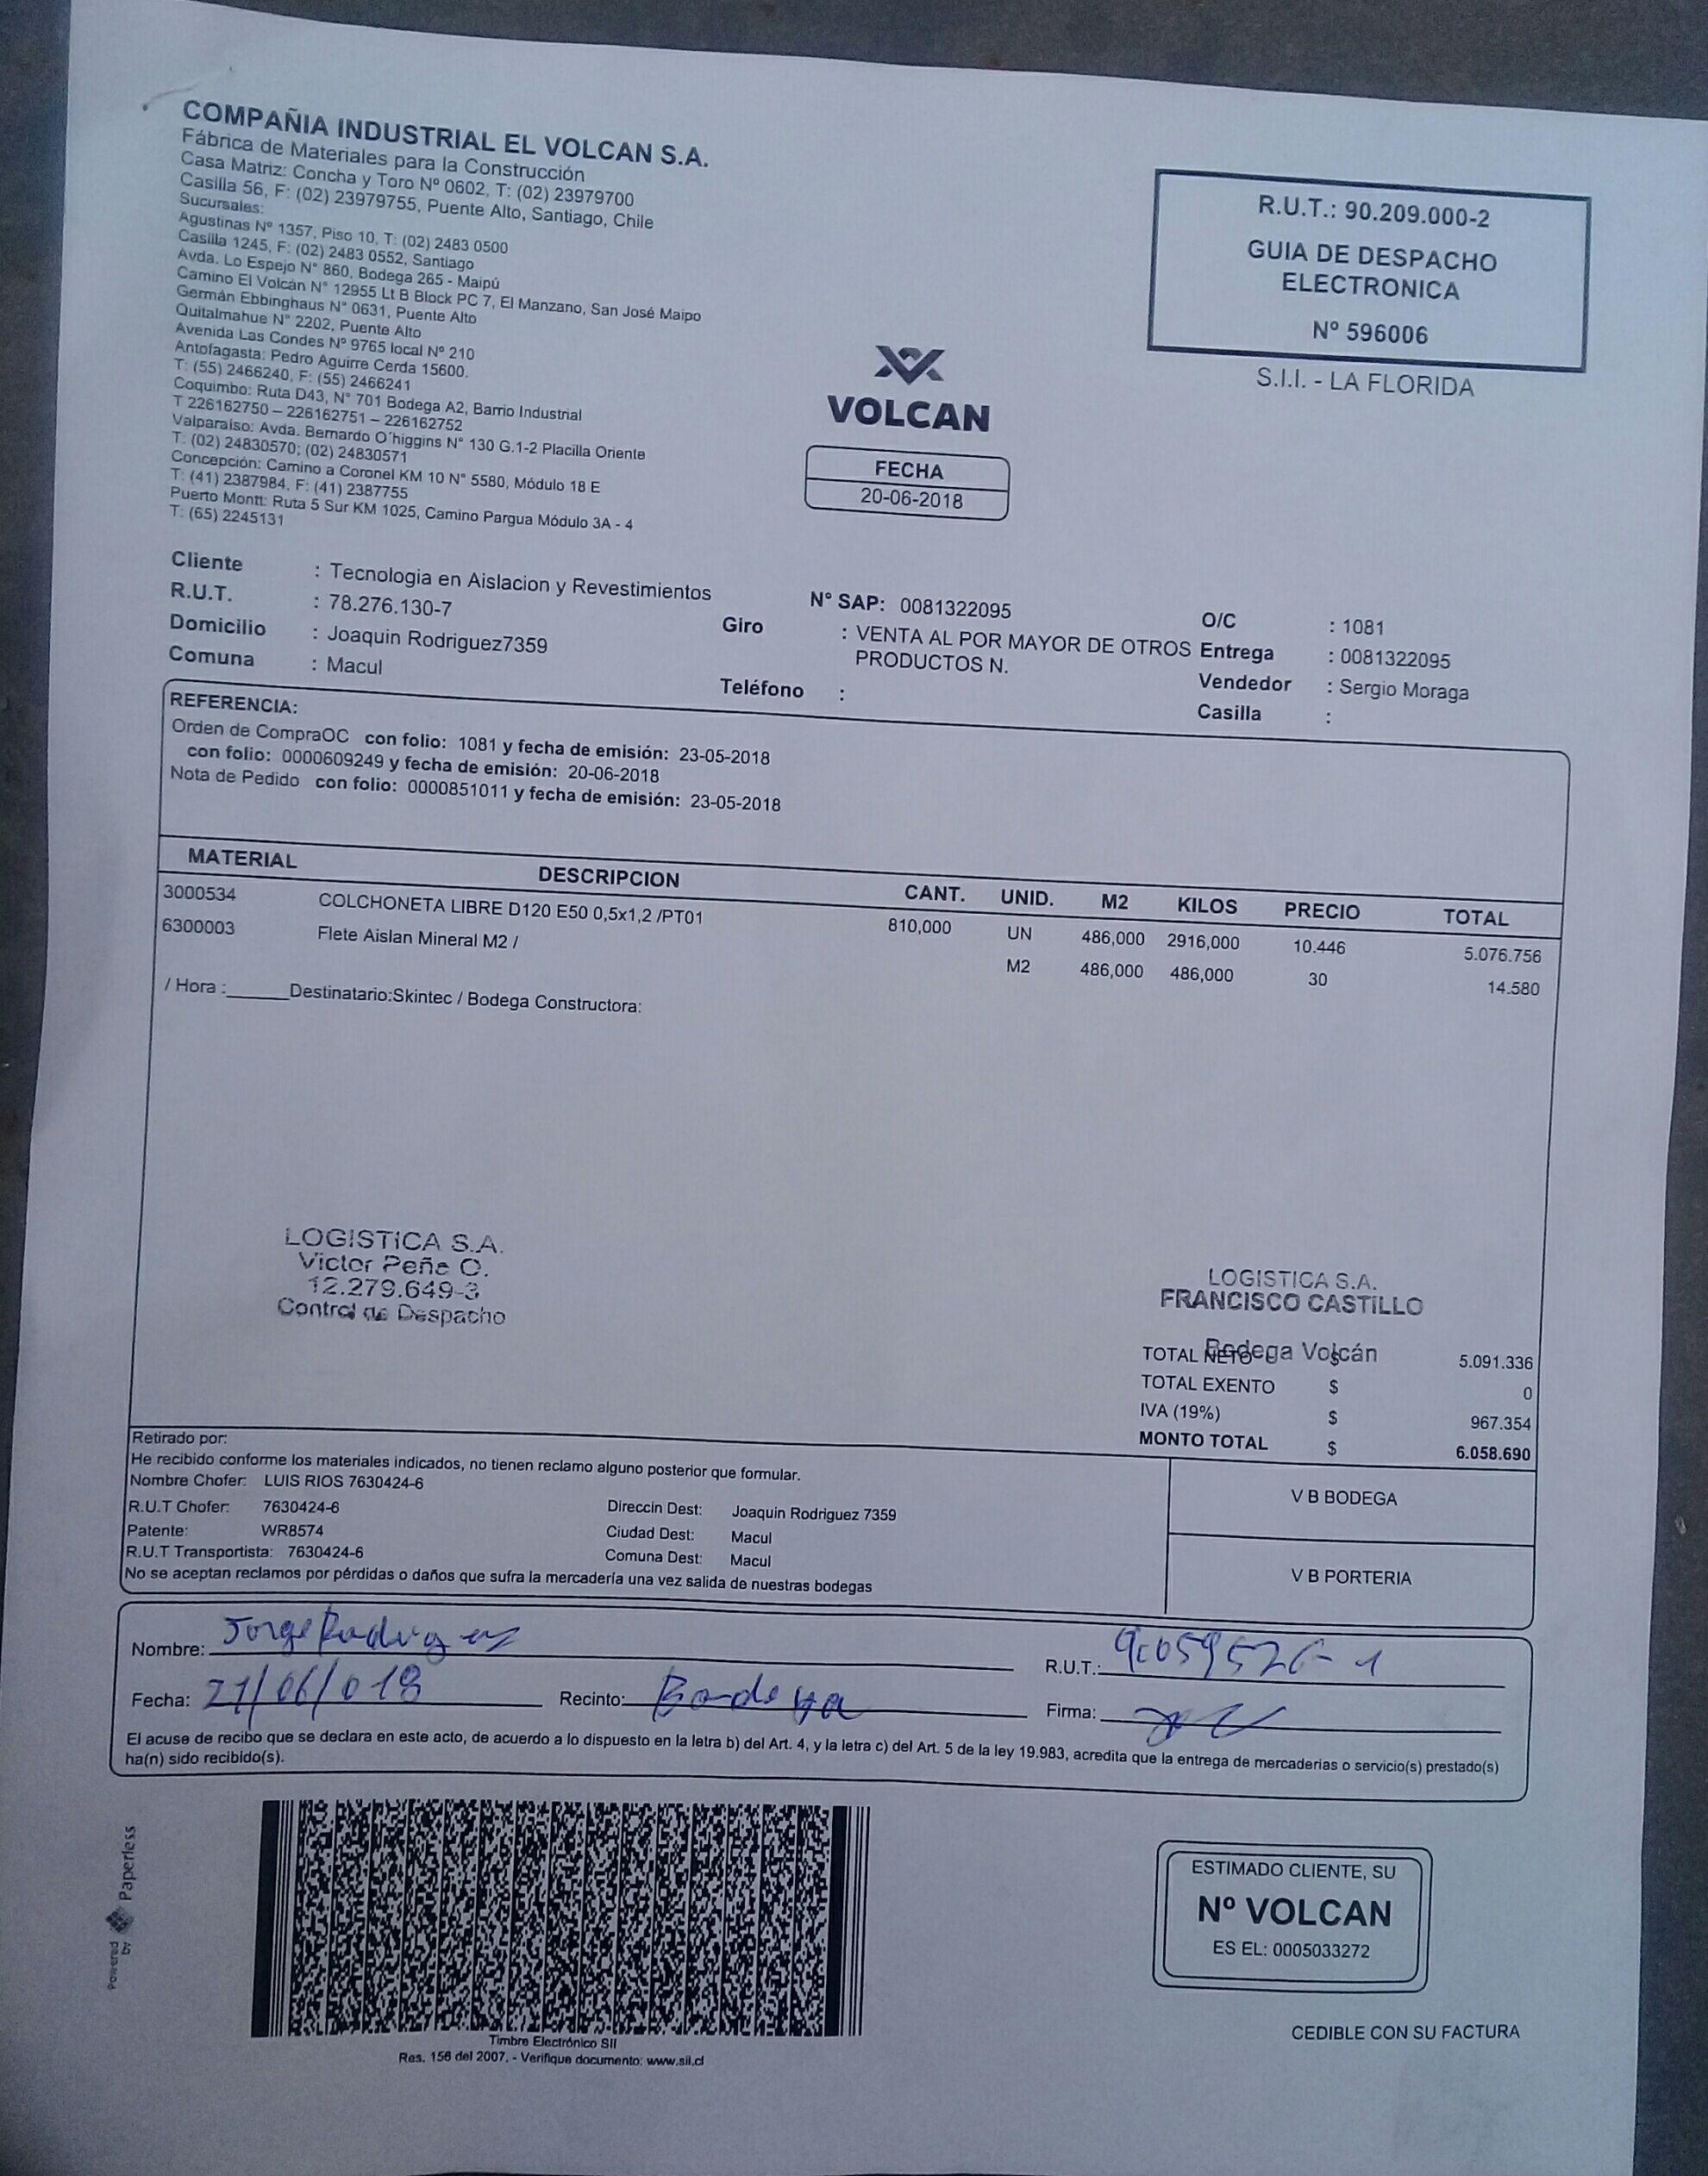 COMPAÑIA INDUSTRIAL EL VOLCAN S.A.
Fábrica de Materiales para la Construcción
Casa Matriz: Concha y Toro Nº 0602, T: (02) 23979700
Casilla 56, F: (02) 23979755, Puente Alto, Santiago, Chile
Sucursales:
Agustinas Nº 1357, Piso 10, T: (02) 2483 0500
Casilla 1245, F: (02) 2483 0552, Santiago
Avda. Lo Espejo N° 860, Bodega 265 - Maipú
Camino El Volcán N° 12955 Lt B Block PC 7, El Manzano, San José Maipo
Germán Ebbinghaus N° 0631, Puente Alto
Quitalmahue N° 2202, Puente Alto
Avenida Las Condes Nº 9765 local Nº 210
Antofagasta: Pedro Aguirre Cerda 15600.
T: (55) 2466240, F: (55) 2466241
Coquimbo: Ruta D43, N° 701 Bodega A2, Barrio Industrial
T 226162750 – 226162751 – 226162752
Valparaíso: Avda. Bernardo O´higgins N° 130 G.1-2 Placilla Oriente
T: (02) 24830570; (02) 24830571
Concepción: Camino a Coronel KM 10 N° 5580, Módulo 18 E
T: (41) 2387984, F: (41) 2387755
Puerto Montt: Ruta 5 Sur KM 1025, Camino Pargua Módulo 3A - 4
T: (65) 2245131
R.U.T.: 90.209.000-2
GUIA DE DESPACHO
ELECTRONICA
Nº 596006
S.I.I. - LA FLORIDA
VOLCAN
FECHA
20-06-2018
Cliente : Tecnologia en Aislacion y Revestimientos
R.U.T. : 78.276.130-7
Domicilio : Joaquin Rodriguez7359
Comuna : Macul
N° SAP: 0081322095
Giro : VENTA AL POR MAYOR DE OTROS
PRODUCTOS N.
Teléfono :
O/C : 1081
Entrega : 0081322095
Vendedor : Sergio Moraga
Casilla :
REFERENCIA:
Orden de CompraOC con folio: 1081 y fecha de emisión: 23-05-2018
con folio: 0000609249 y fecha de emisión: 20-06-2018
Nota de Pedido con folio: 0000851011 y fecha de emisión: 23-05-2018
MATERIAL DESCRIPCION CANT. UNID. M2 KILOS PRECIO TOTAL
3000534 COLCHONETA LIBRE D120 E50 0,5x1,2 /PT01 810,000 UN 486,000 2916,000 10.446 5.076.756
6300003 Flete Aislan Mineral M2 / M2 486,000 486,000 30 14.580
/ Hora :______Destinatario:Skintec / Bodega Constructora:
LOGISTICA S.A.
Victor Peña O.
12.279.649-3
Control de Despacho
LOGISTICA S.A.
FRANCISCO CASTILLO
Bodega Volcán
TOTAL NETO $ 5.091.336
TOTAL EXENTO $ 0
IVA (19%) $ 967.354
MONTO TOTAL $ 6.058.690
Retirado por:
He recibido conforme los materiales indicados, no tienen reclamo alguno posterior que formular.
Nombre Chofer: LUIS RIOS 7630424-6
R.U.T Chofer: 7630424-6 Direccin Dest: Joaquin Rodriguez 7359
Patente: WR8574 Ciudad Dest: Macul
R.U.T Transportista: 7630424-6 Comuna Dest: Macul
No se aceptan reclamos por pérdidas o daños que sufra la mercadería una vez salida de nuestras bodegas
V B BODEGA
V B PORTERIA
Nombre: Jorge Rodriguez R.U.T.:
Fecha: 21/06/018 Recinto: Firma:
El acuse de recibo que se declara en este acto, de acuerdo a lo dispuesto en la letra b) del Art. 4, y la letra c) del Art. 5 de la ley 19.983, acredita que la entrega de mercaderias o servicio(s) prestado(s)
ha(n) sido recibido(s).
Powered by Paperless
Timbre Electrónico SII
Res. 156 del 2007. - Verifique documento: www.sii.cl
ESTIMADO CLIENTE, SU
Nº VOLCAN
ES EL: 0005033272
CEDIBLE CON SU FACTURA